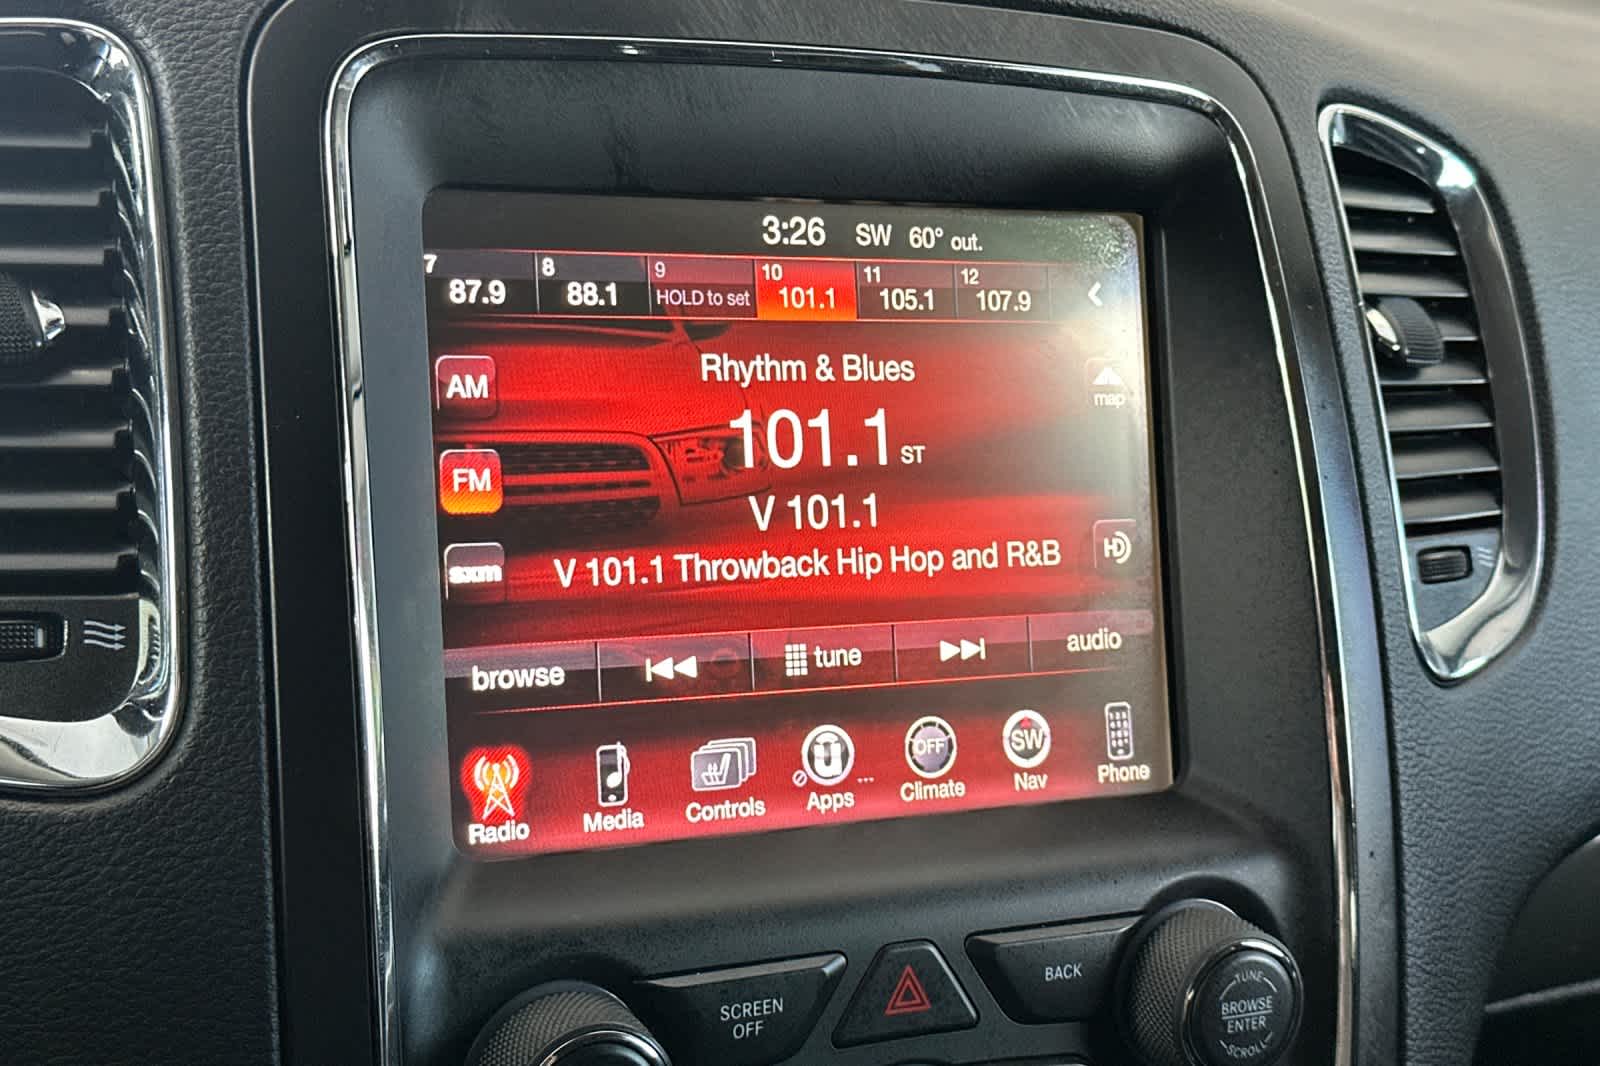 3:26 SW 60° out.
7 8 9 10 11 12
87.9 88.1 HOLD to set 101.1 105.1 107.9
Rhythm & Blues
AM
map
101.1 ST
FM
V 101.1
HD
sxm
V 101.1 Throwback Hip Hop and R&B
browse tune audio
OFF SW
Radio Media Controls Apps Climate Nav Phone
SCREEN
OFF
BACK
TUNE
BROWSE
ENTER
SCROLL